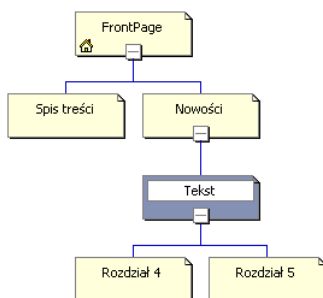 FrontPage
Spis treści
Nowości
Tekst
Rozdział 4
Rozdział 5